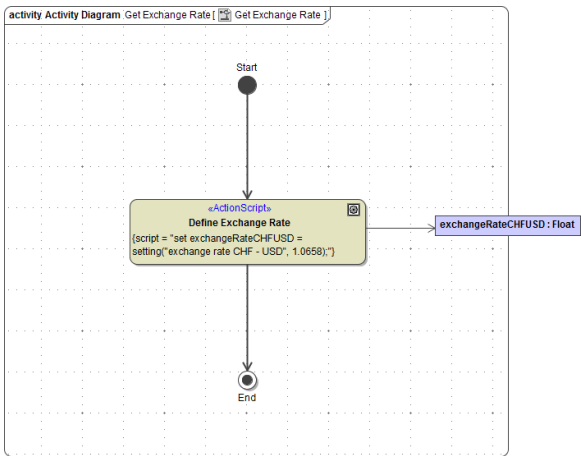 activity Activity Diagram Get Exchange Rate [ Get Exchange Rate ]
Start
«ActionScript»
Define Exchange Rate
{script = "set exchangeRateCHFUSD =
setting("exchange rate CHF - USD", 1.0658);"}
exchangeRateCHFUSD : Float
End